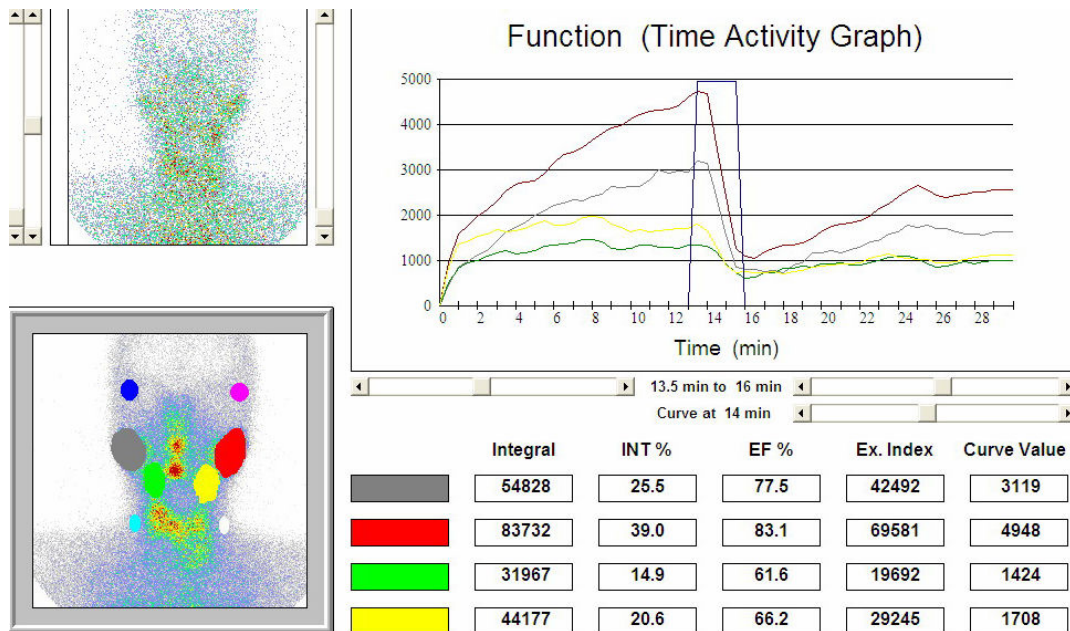 Function (Time Activity Graph)
5000
4000
3000
2000
1000
0
0 2 4 6 8 10 12 14 16 18 20 22 24 26 28
Time (min)
13.5 min to 16 min
Curve at 14 min
Integral INT % EF % Ex. Index Curve Value
54828 25.5 77.5 42492 3119
83732 39.0 83.1 69581 4948
31967 14.9 61.6 19692 1424
44177 20.6 66.2 29245 1708